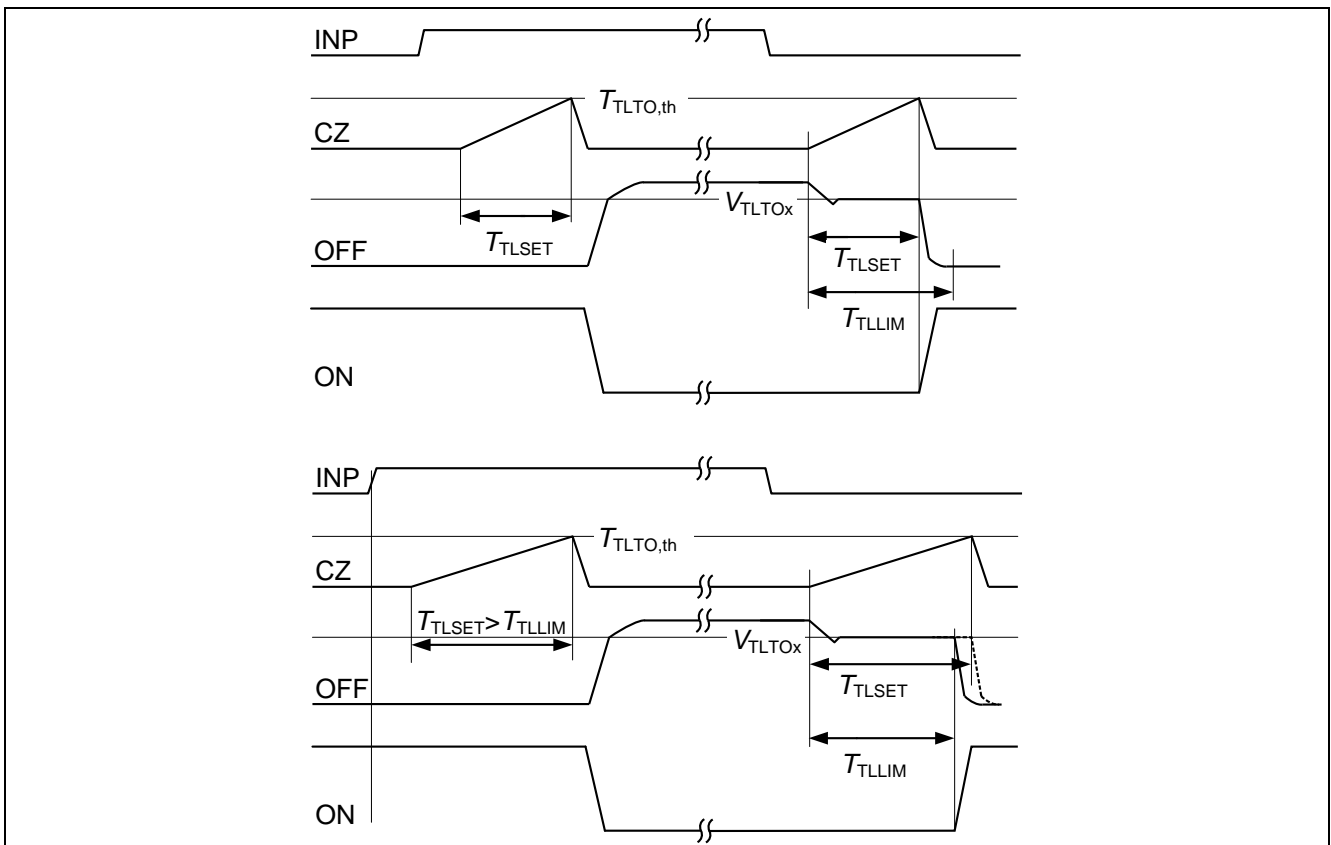 INP
T_TLTO,th
CZ
V_TLTOx
T_TLSET
T_TLSET
OFF
T_TLLIM
ON
INP
T_TLTO,th
CZ
T_TLSET > T_TLLIM
V_TLTOx
T_TLSET
OFF
T_TLLIM
ON